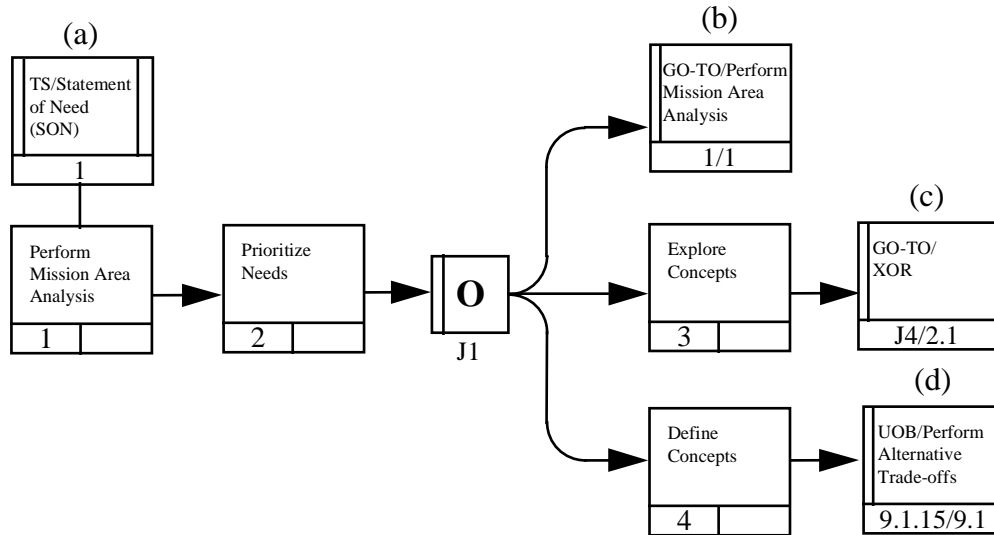 (a)
TS/Statement
of Need
(SON)
1
Perform
Mission Area
Analysis
1
Prioritize
Needs
2
O
J1
(b)
GO-TO/Perform
Mission Area
Analysis
1/1
Explore
Concepts
3
(c)
GO-TO/
XOR
J4/2.1
Define
Concepts
4
(d)
UOB/Perform
Alternative
Trade-offs
9.1.15/9.1